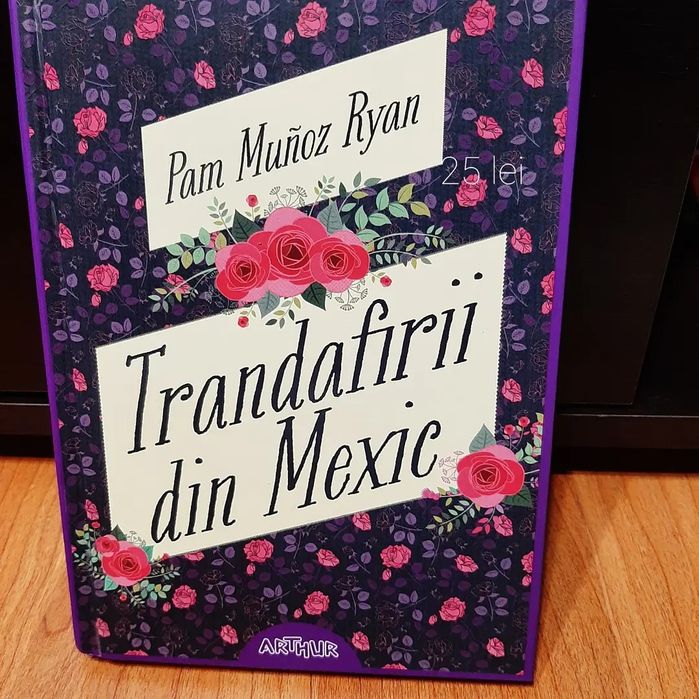 Pam Muñoz Ryan
25 lei
Trandafirii
din Mexic
ARTHUR